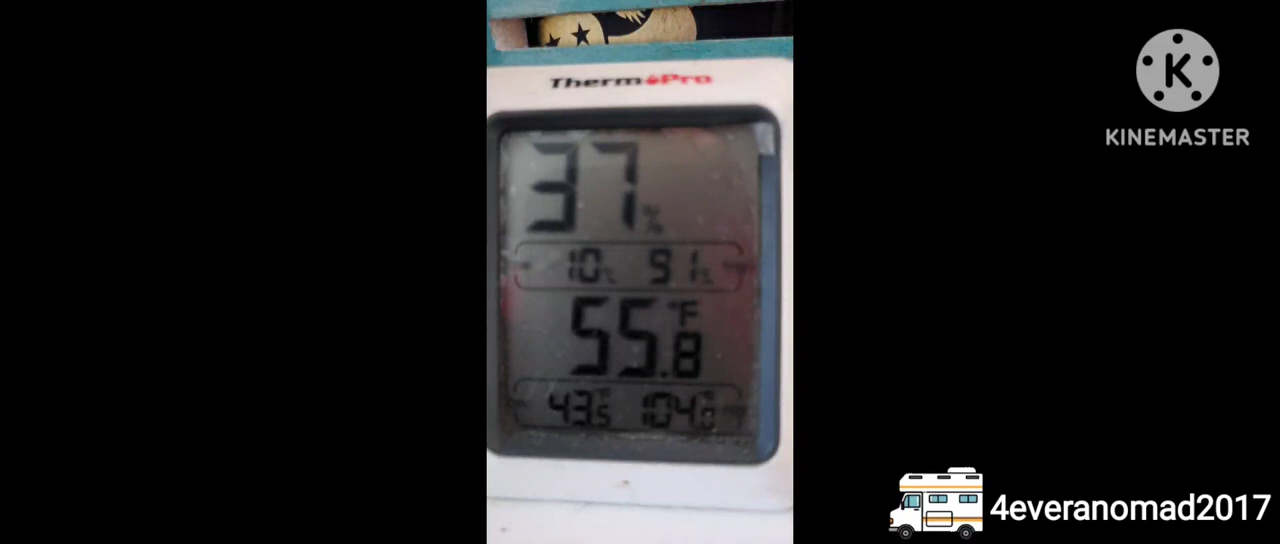 ThermoPro
37%
10% 91%
55.8°F
43.5°F 104.0
K
KINEMASTER
4everanomad2017